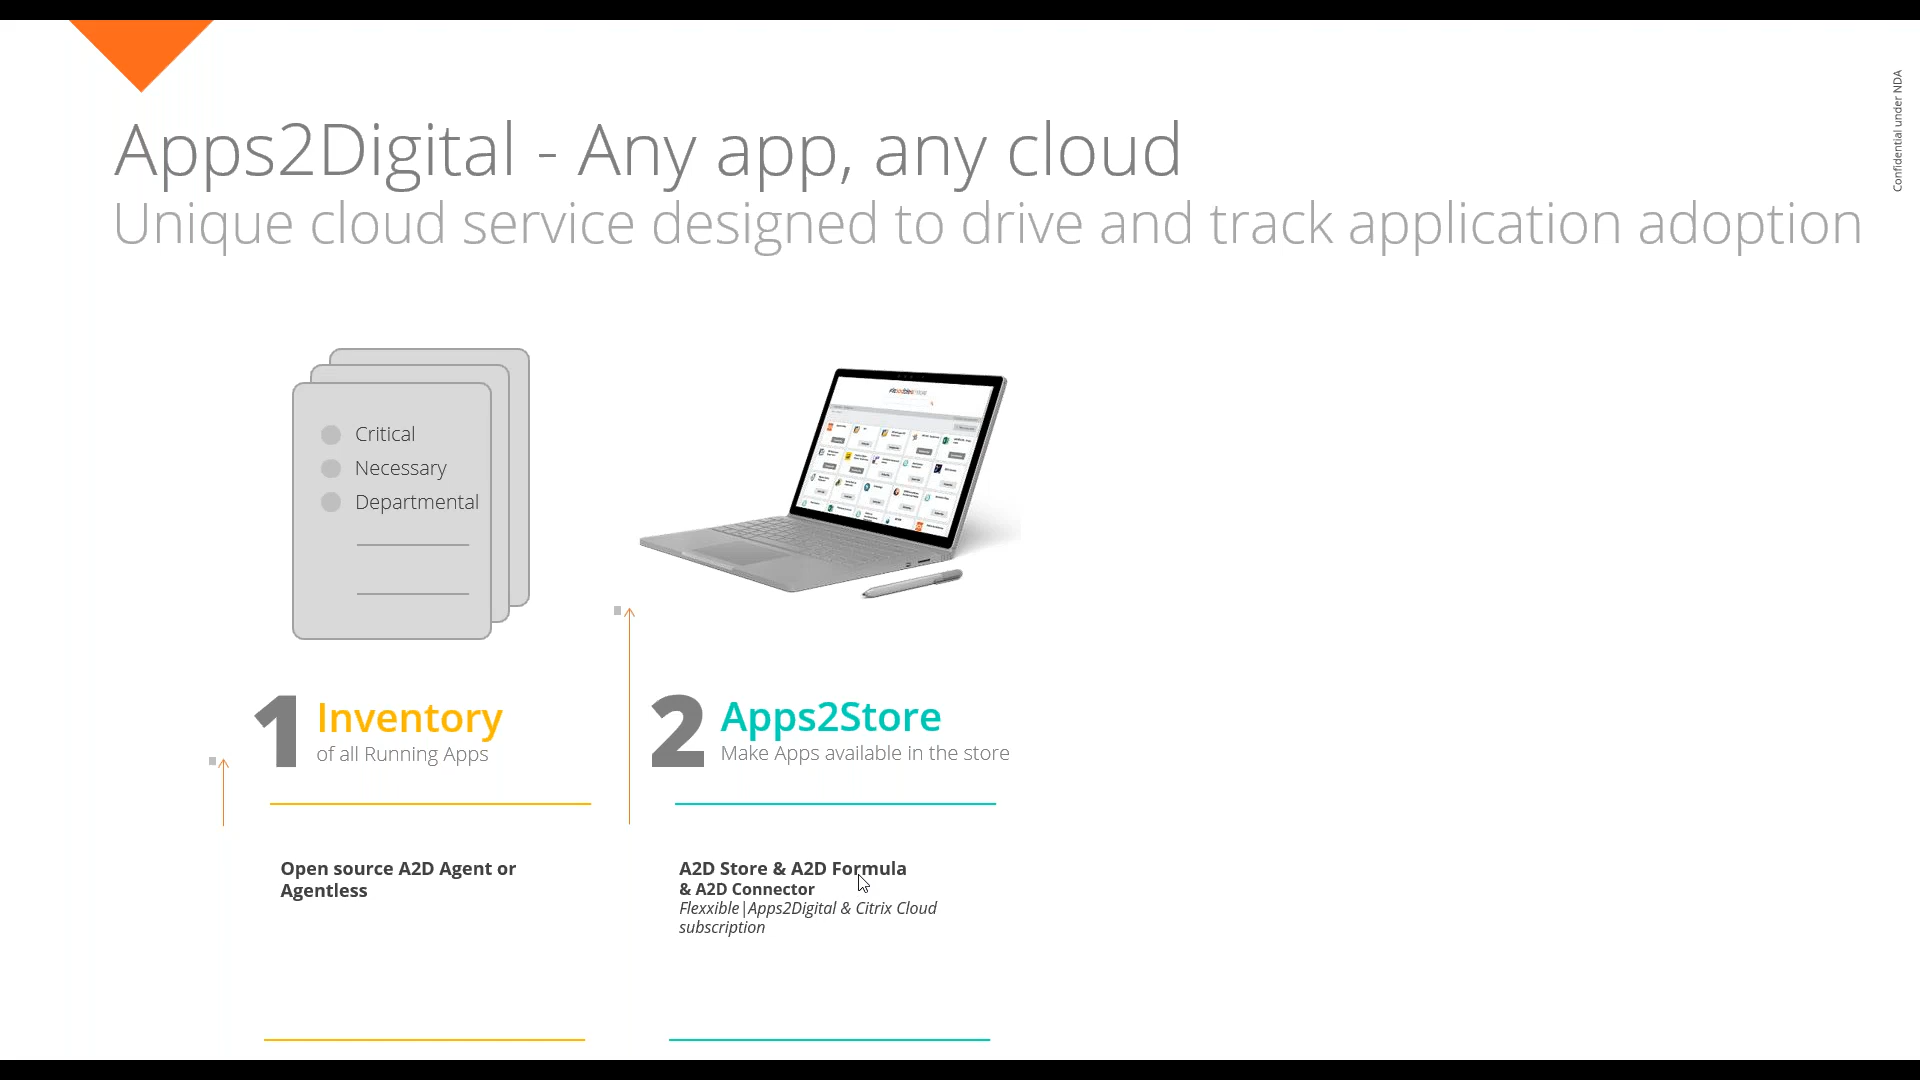 Confidential under NDA
Apps2Digital - Any app, any cloud
Unique cloud service designed to drive and track application adoption
Critical
Necessary
Departmental
1 Inventory
of all Running Apps
2 Apps2Store
Make Apps available in the store
Open source A2D Agent or
Agentless
A2D Store & A2D Formula
& A2D Connector
Flexxible|Apps2Digital & Citrix Cloud
subscription